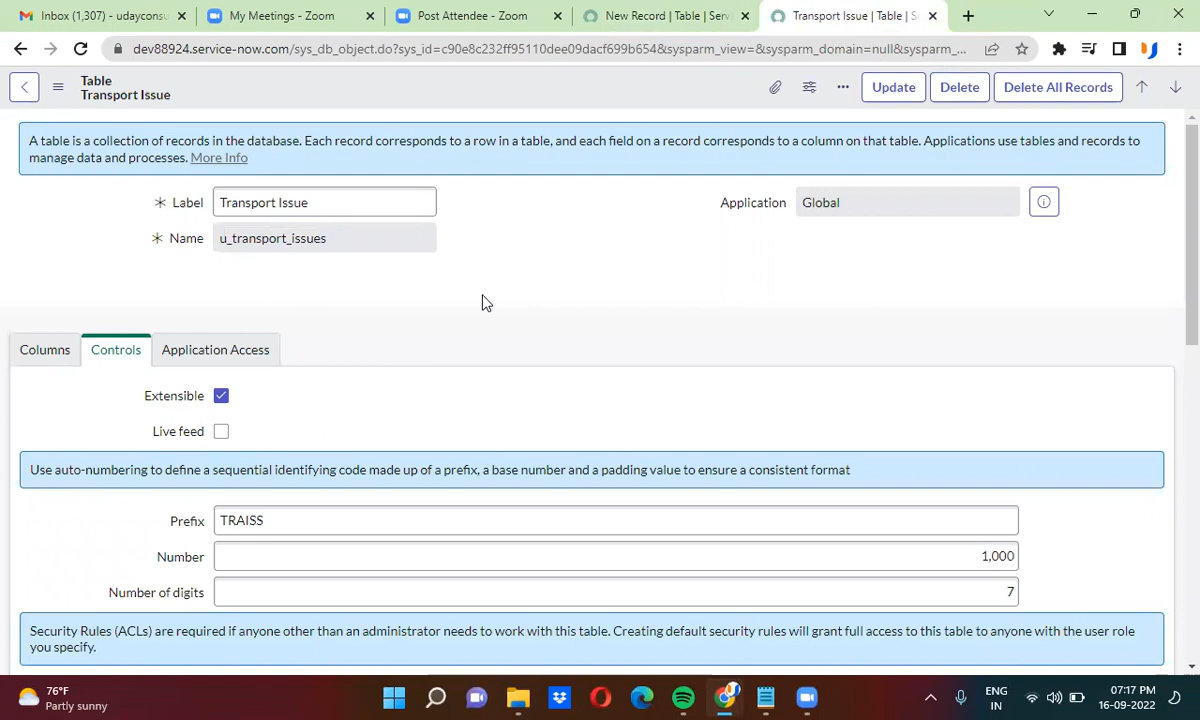 Inbox (1,307) - udayconsu
My Meetings - Zoom
Post Attendee - Zoom
New Record | Table | Serv
Transport Issue | Table | S
dev88924.service-now.com/sys_db_object.do?sys_id=c90e8c232ff95110dee09dacf699b654&sysparm_view=&sysparm_domain=null&sysparm_...
Table
Transport Issue
Update
Delete
Delete All Records
A table is a collection of records in the database. Each record corresponds to a row in a table, and each field on a record corresponds to a column on that table. Applications use tables and records to
manage data and processes. More Info
* Label Transport Issue
Application Global
* Name u_transport_issues
Columns
Controls
Application Access
Extensible
Live feed
Use auto-numbering to define a sequential identifying code made up of a prefix, a base number and a padding value to ensure a consistent format
Prefix TRAISS
Number 1,000
Number of digits 7
Security Rules (ACLs) are required if anyone other than an administrator needs to work with this table. Creating default security rules will grant full access to this table to anyone with the user role
you specify.
76°F
Partly sunny
ENG
IN
07:17 PM
16-09-2022